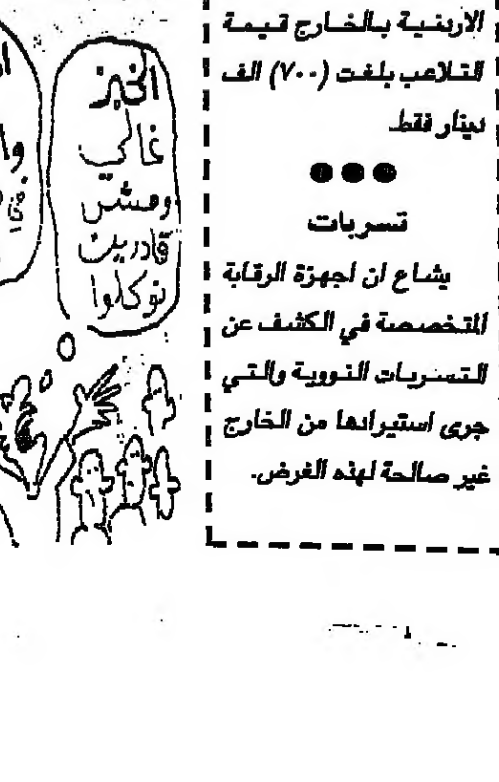 الاردنية بالخارج قيمة
التلاعب بلغت (٧٠٠) الف
دينار فقط.
تسربات
يشاع ان اجهزة الرقابة
المتخصصة في الكشف عن
التسربات النووية والتي
جرى استيرادها من الخارج
غير صالحة لهذه الغرض.
الخبز
غالي
ومش
قادرين
نوكلوا